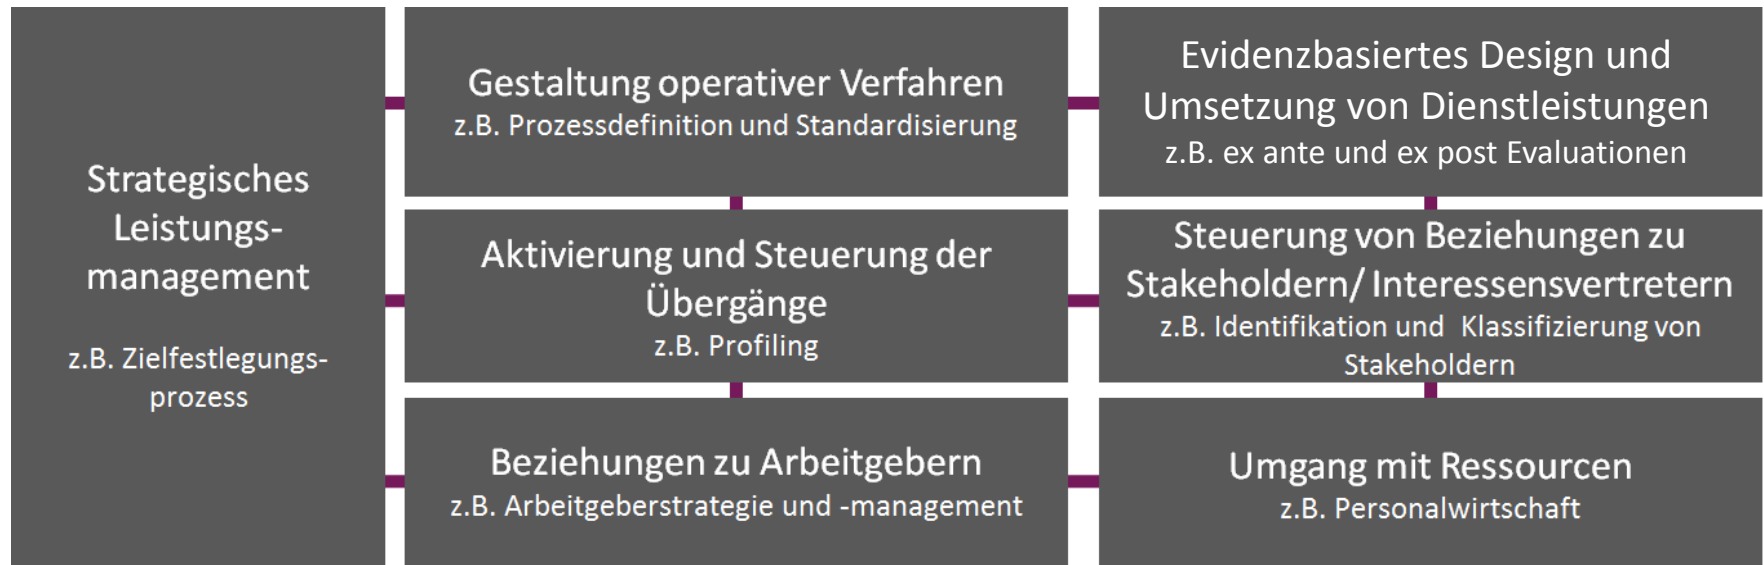 Strategisches
Leistungs-
management
z.B. Zielfestlegungs-
prozess
Gestaltung operativer Verfahren
z.B. Prozessdefinition und Standardisierung
Aktivierung und Steuerung der
Übergänge
z.B. Profiling
Beziehungen zu Arbeitgebern
z.B. Arbeitgeberstrategie und -management
Evidenzbasiertes Design und
Umsetzung von Dienstleistungen
z.B. ex ante und ex post Evaluationen
Steuerung von Beziehungen zu
Stakeholdern/ Interessensvertretern
z.B. Identifikation und Klassifizierung von
Stakeholdern
Umgang mit Ressourcen
z.B. Personalwirtschaft